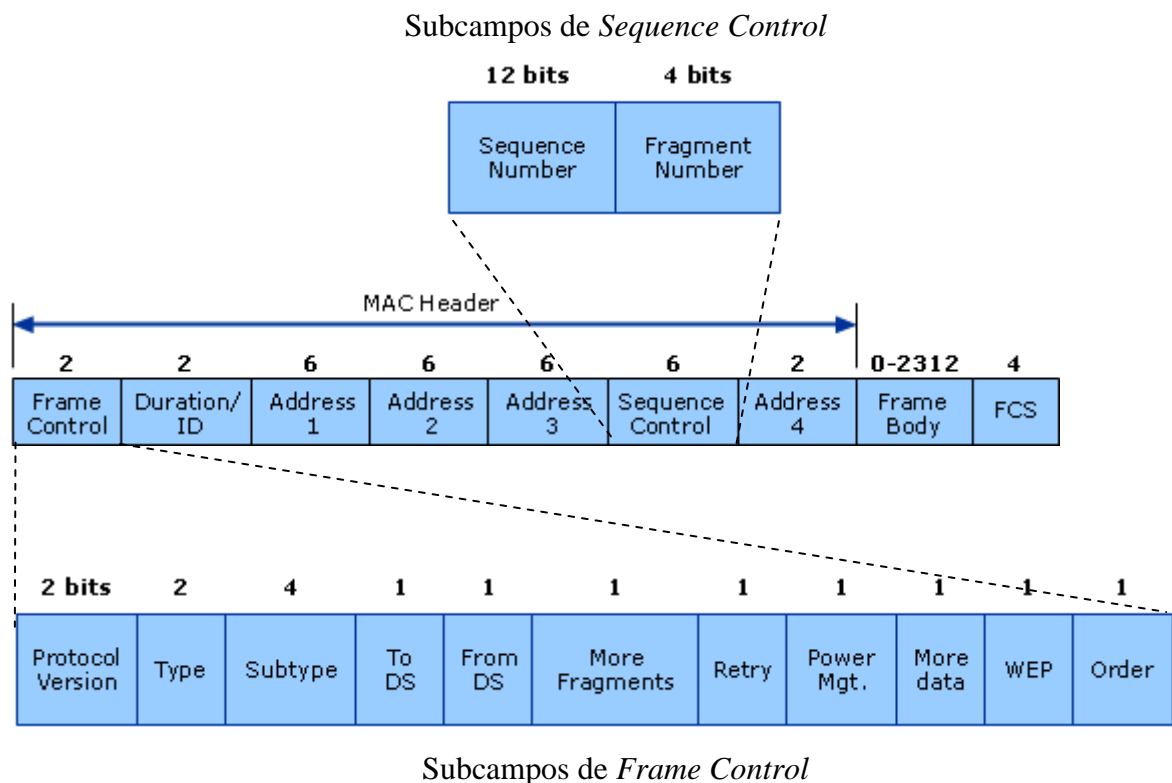 Subcampos de Sequence Control
12 bits 4 bits
Sequence Number Fragment Number
MAC Header
2 2 6 6 6 6 2 0-2312 4
Frame Control Duration/ ID Address 1 Address 2 Address 3 Sequence Control Address 4 Frame Body FCS
2 bits 2 4 1 1 1 1 1 1 1 1
Protocol Version Type Subtype To DS From DS More Fragments Retry Power Mgt. More data WEP Order
Subcampos de Frame Control